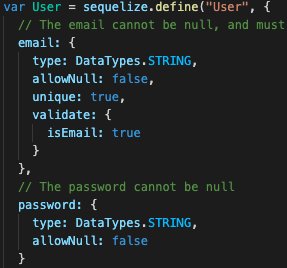 var User = sequelize.define("User", {
// The email cannot be null, and must
email: {
type: DataTypes.STRING,
allowNull: false,
unique: true,
validate: {
isEmail: true
}
},
// The password cannot be null
password: {
type: DataTypes.STRING,
allowNull: false
}